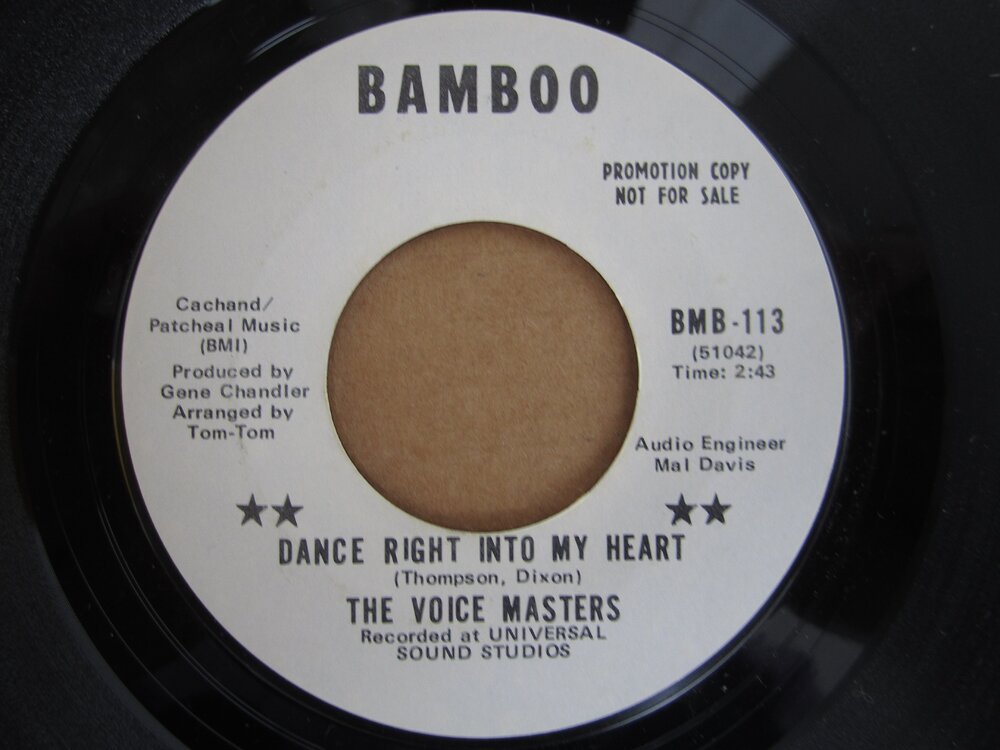 BAMBOO
PROMOTION COPY
NOT FOR SALE
Cachand/
Patcheal Music
(BMI)
Produced by
Gene Chandler
Arranged by
Tom-Tom
BMB-113
(51042)
Time: 2:43
Audio Engineer
Mal Davis
★★
★★
DANCE RIGHT INTO MY HEART
(Thompson, Dixon)
THE VOICE MASTERS
Recorded at UNIVERSAL
SOUND STUDIOS